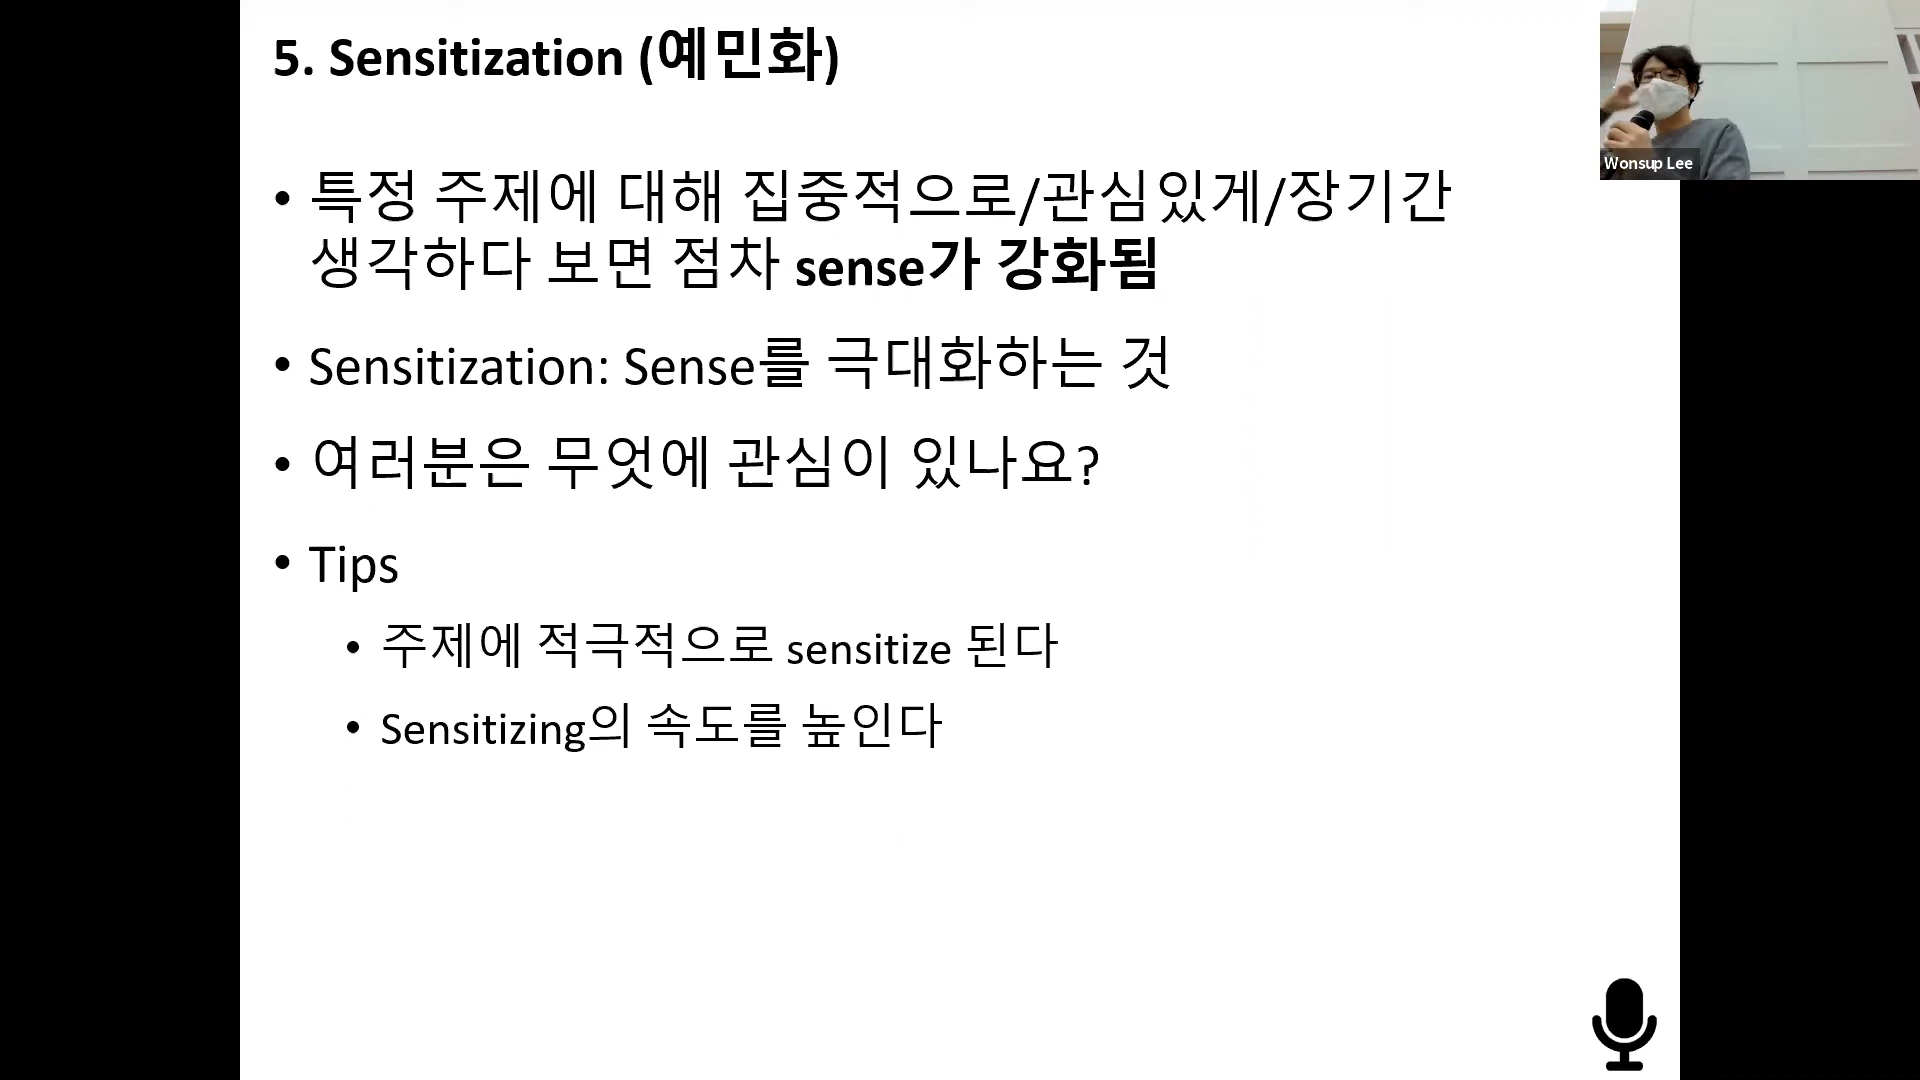 5. Sensitization (예민화)
• 특정 주제에 대해 집중적으로/관심있게/장기간
생각하다 보면 점차 sense가 강화됨
• Sensitization: Sense를 극대화하는 것
• 여러분은 무엇에 관심이 있나요?
• Tips
• 주제에 적극적으로 sensitize 된다
• Sensitizing의 속도를 높인다
Wonsup Lee